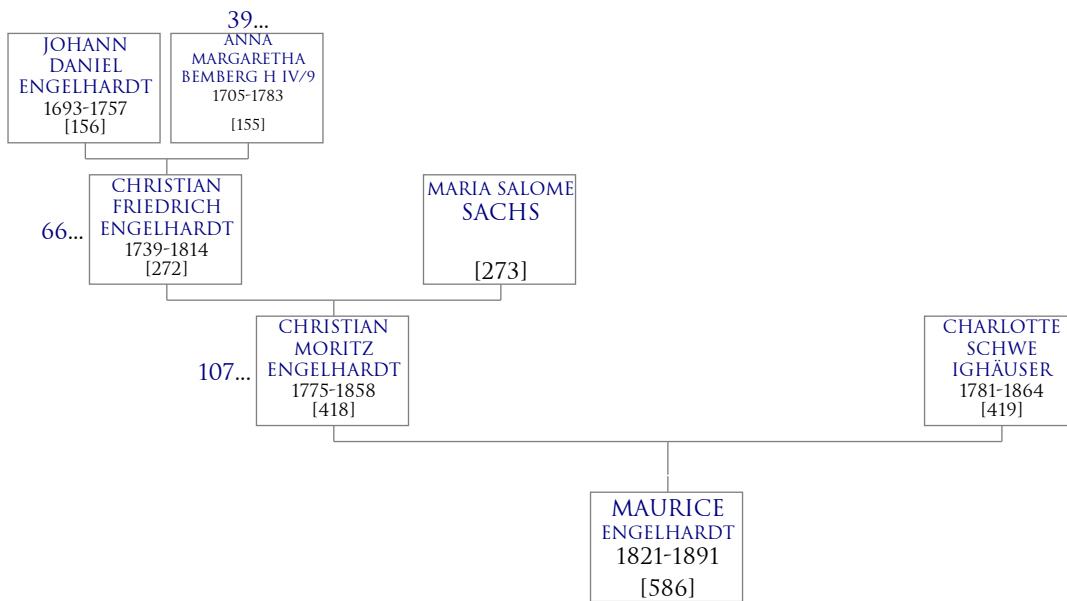 39...
JOHANN
DANIEL
ENGELHARDT
1693-1757
[156]
ANNA
MARGARETHA
BEMBERG H IV/9
1705-1783
[155]
66...
CHRISTIAN
FRIEDRICH
ENGELHARDT
1739-1814
[272]
MARIA SALOME
SACHS
[273]
107...
CHRISTIAN
MORITZ
ENGELHARDT
1775-1858
[418]
CHARLOTTE
SCHWE
IGHÄUSER
1781-1864
[419]
MAURICE
ENGELHARDT
1821-1891
[586]